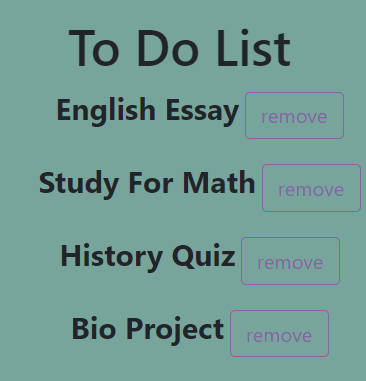 To Do List
English Essay remove
Study For Math remove
History Quiz remove
Bio Project remove